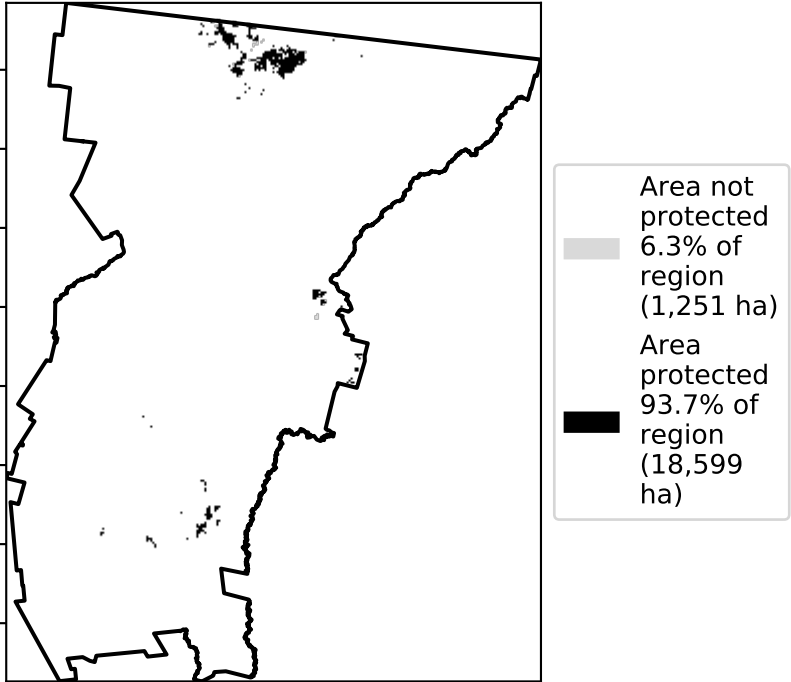 Area not
protected
6.3% of
region
(1,251 ha)
Area
protected
93.7% of
region
(18,599
ha)